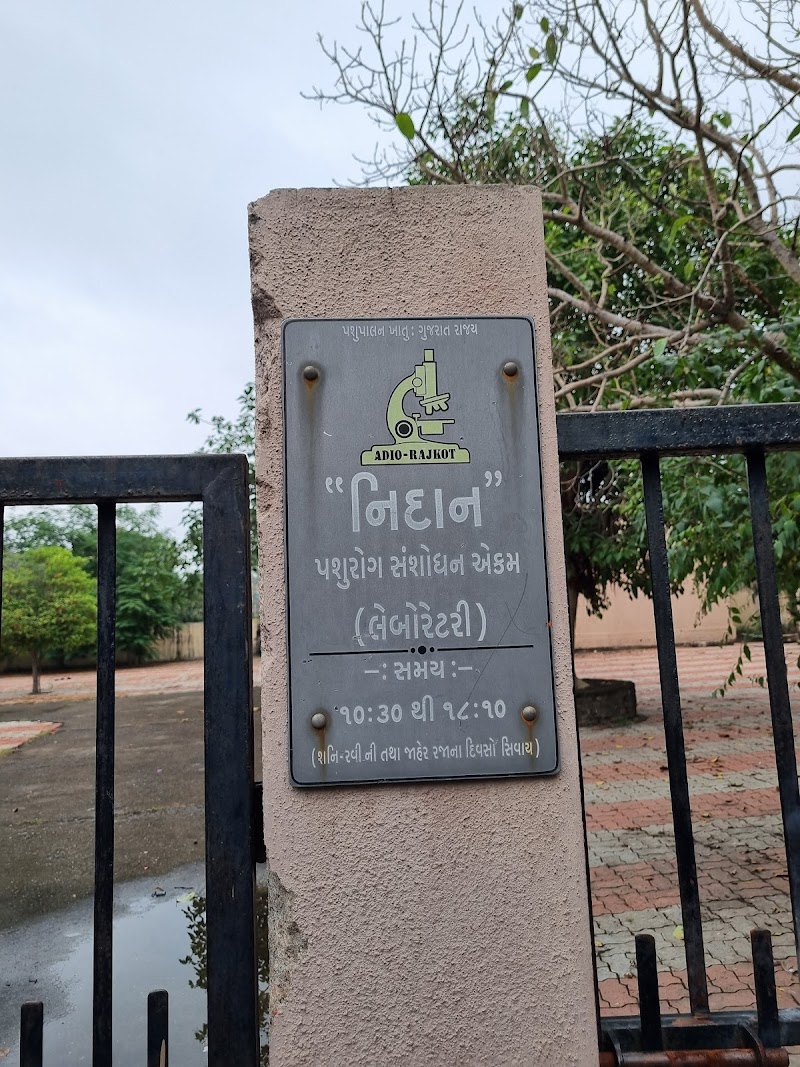 પશુપાલન ખાતુ : ગુજરાત રાજય
ADIO-RAJKOT
“નિદાન”
પશુરોગ સંશોધન એકમ
(લેબોરેટરી)
–: સમય :–
૧૦:૩૦ થી ૧૮:૧૦
(શનિ-રવી ની તથા જાહેર રજાના દિવસો સિવાય)